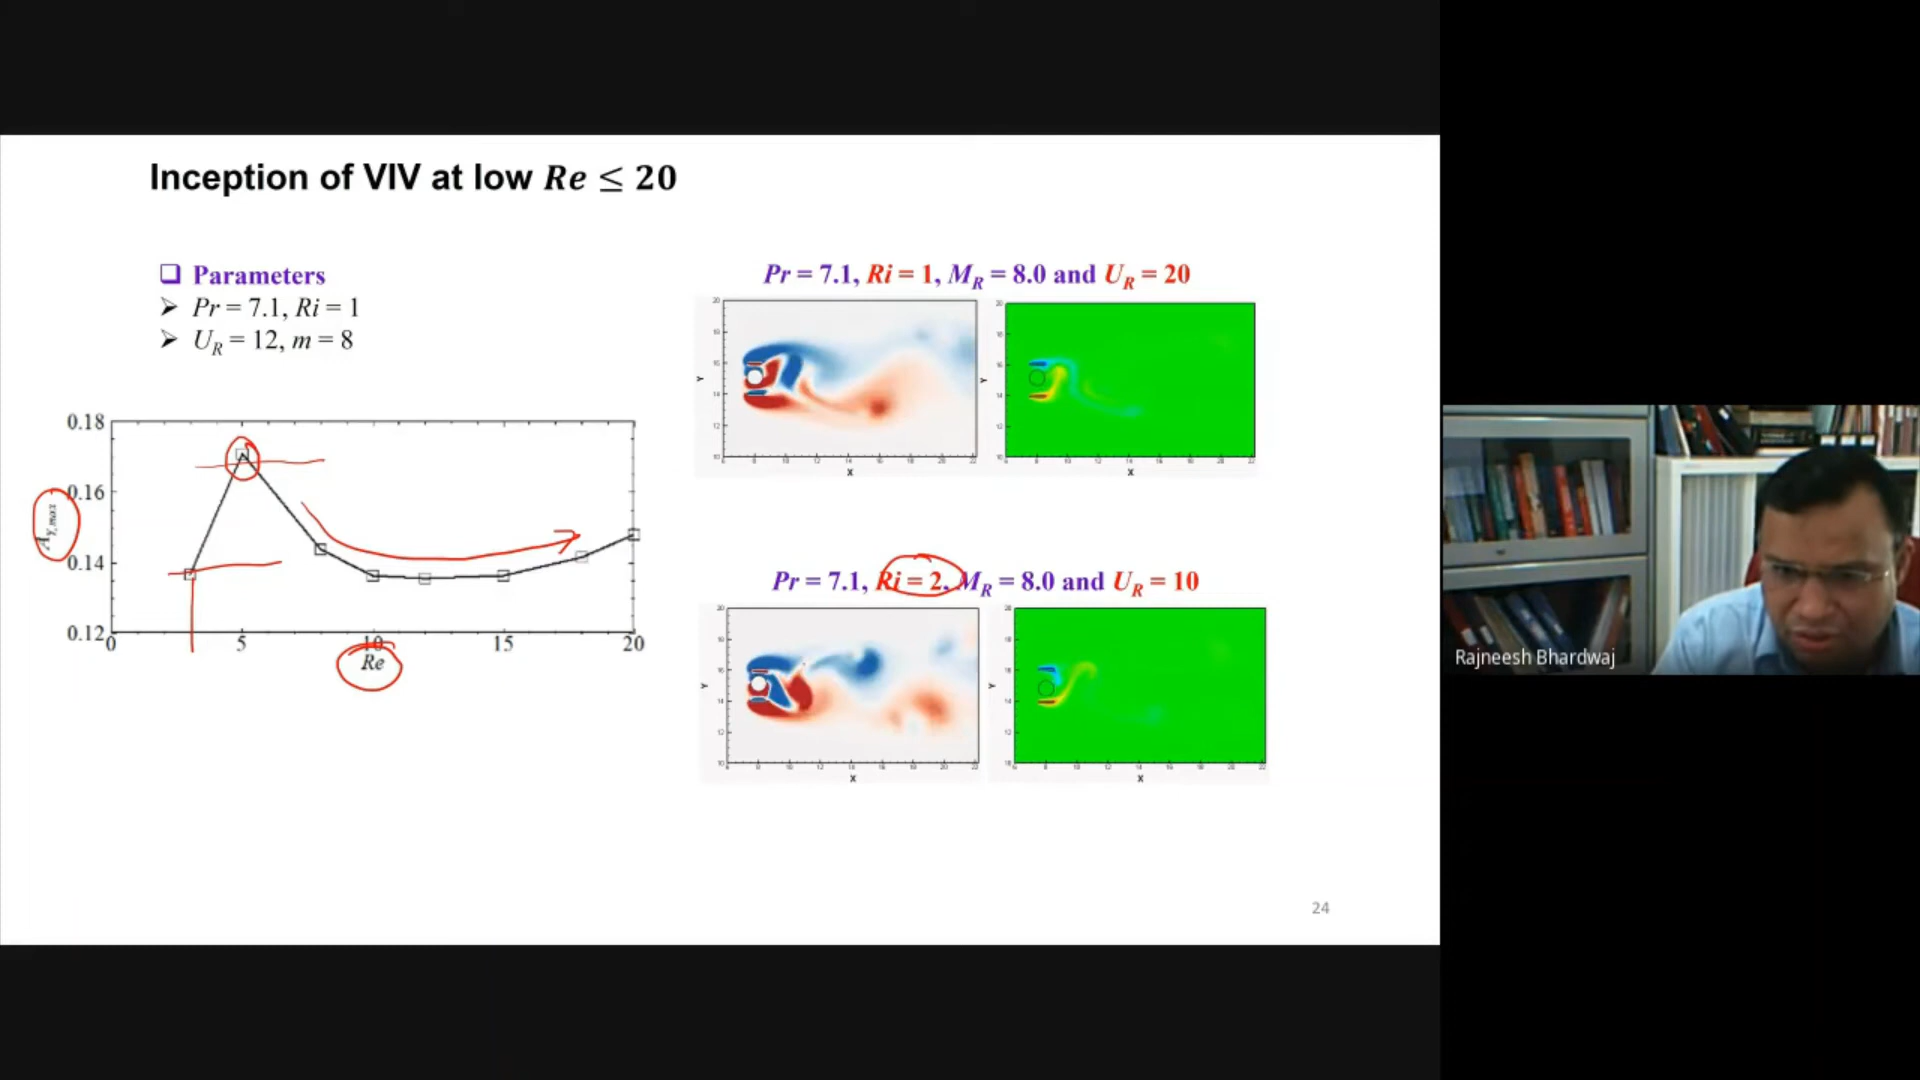 Inception of VIV at low Re ≤ 20
❑ Parameters
➢ Pr = 7.1, Ri = 1
➢ U_R = 12, m = 8
0.18
0.16
0.14
0.12
A_Y,max
0 5 10 15 20
Re
Pr = 7.1, Ri = 1, M_R = 8.0 and U_R = 20
Y
X
Y
X
Pr = 7.1, Ri = 2, M_R = 8.0 and U_R = 10
Y
X
Y
X
24
Rajneesh Bhardwaj